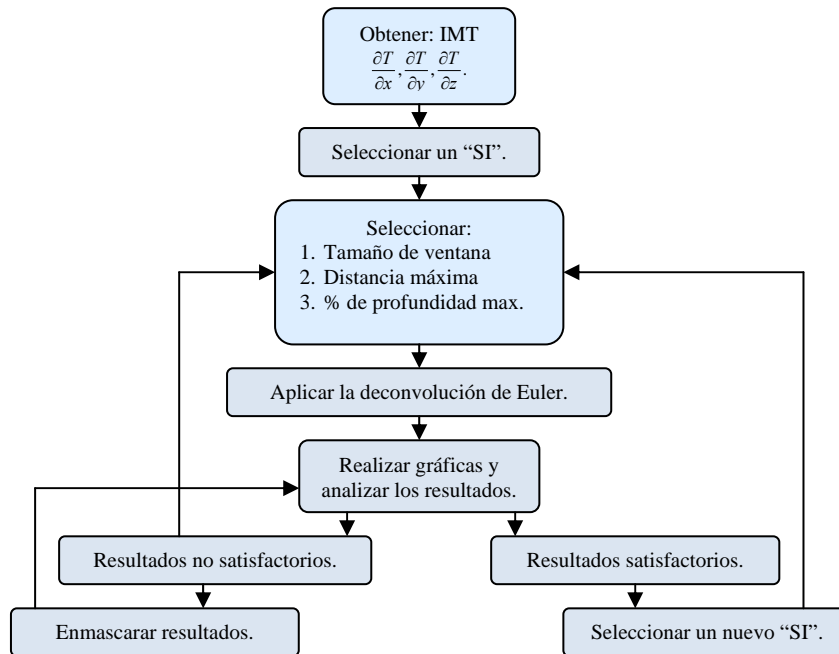 Obtener: IMT
∂T/∂x, ∂T/∂y, ∂T/∂z.
Seleccionar un “SI”.
Seleccionar:
1. Tamaño de ventana
2. Distancia máxima
3. % de profundidad max.
Aplicar la deconvolución de Euler.
Realizar gráficas y
analizar los resultados.
Resultados no satisfactorios.
Resultados satisfactorios.
Enmascarar resultados.
Seleccionar un nuevo “SI”.